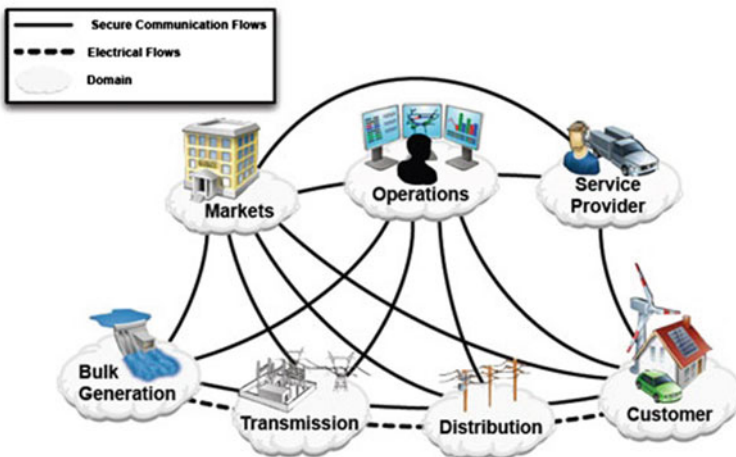 Secure Communication Flows
Electrical Flows
Domain
Markets
Operations
Service
Provider
Bulk
Generation
Transmission
Distribution
Customer